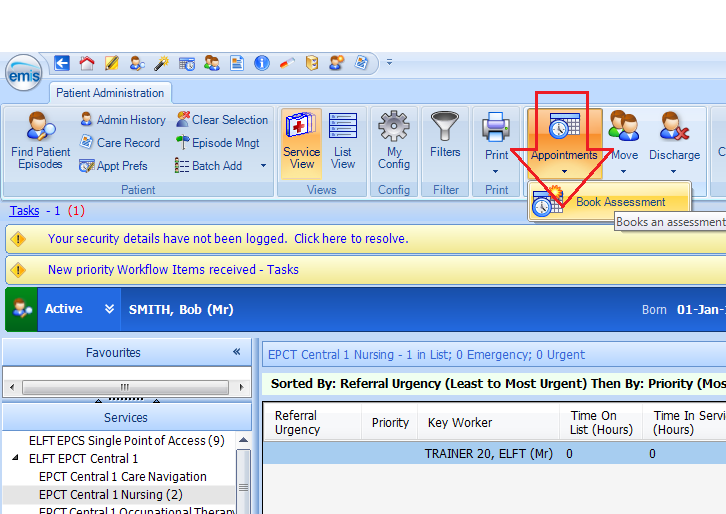 emis
Patient Administration
Find Patient Episodes
Admin History
Care Record
Appt Prefs
Clear Selection
Episode Mngt
Batch Add
Patient
Service View
List View
Views
My Config
Config
Filters
Filter
Print
Print
Appointments
Move
Discharge
Book Assessment
Books an assessment
Tasks - 1 (1)
Your security details have not been logged. Click here to resolve.
New priority Workflow Items received - Tasks
Active
SMITH, Bob (Mr)
Born 01-Jan-
Favourites
Services
ELFT EPCS Single Point of Access (9)
ELFT EPCT Central 1
EPCT Central 1 Care Navigation
EPCT Central 1 Nursing (2)
EPCT Central 1 Occupational Therapy
EPCT Central 1 Nursing - 1 in List; 0 Emergency; 0 Urgent
Sorted By: Referral Urgency (Least to Most Urgent) Then By: Priority (Mos
Referral Urgency
Priority
Key Worker
Time On List (Hours)
Time In Servi (Hours)
TRAINER 20, ELFT (Mr)
0
0